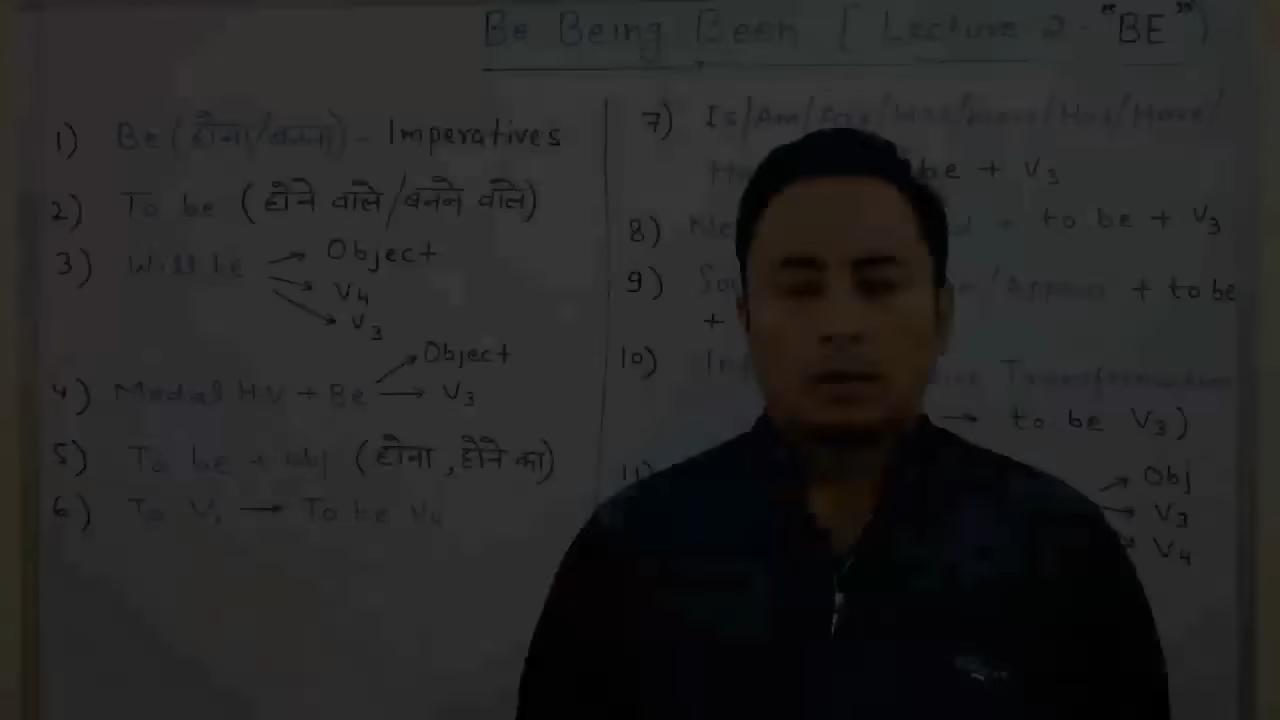 Be Being Been ( Lecture 2 - "BE" )
1) Be (होना/बनना) - Imperatives
2) To be (होने वाले/बनने वाले)
3) Will be → Object
→ V4
→ V3
4) Modal H.V + Be → Object
→ V3
5) To be + obj (होना, होने का)
6) To V1 → To be V4
7) Is/Am/Are/Was/Were/Has/Have/
be + V3
8) + to be + V3
9) /Appear + to be
+
10) Transformation
→ to be V3)
11) → Obj
→ V3
→ V4